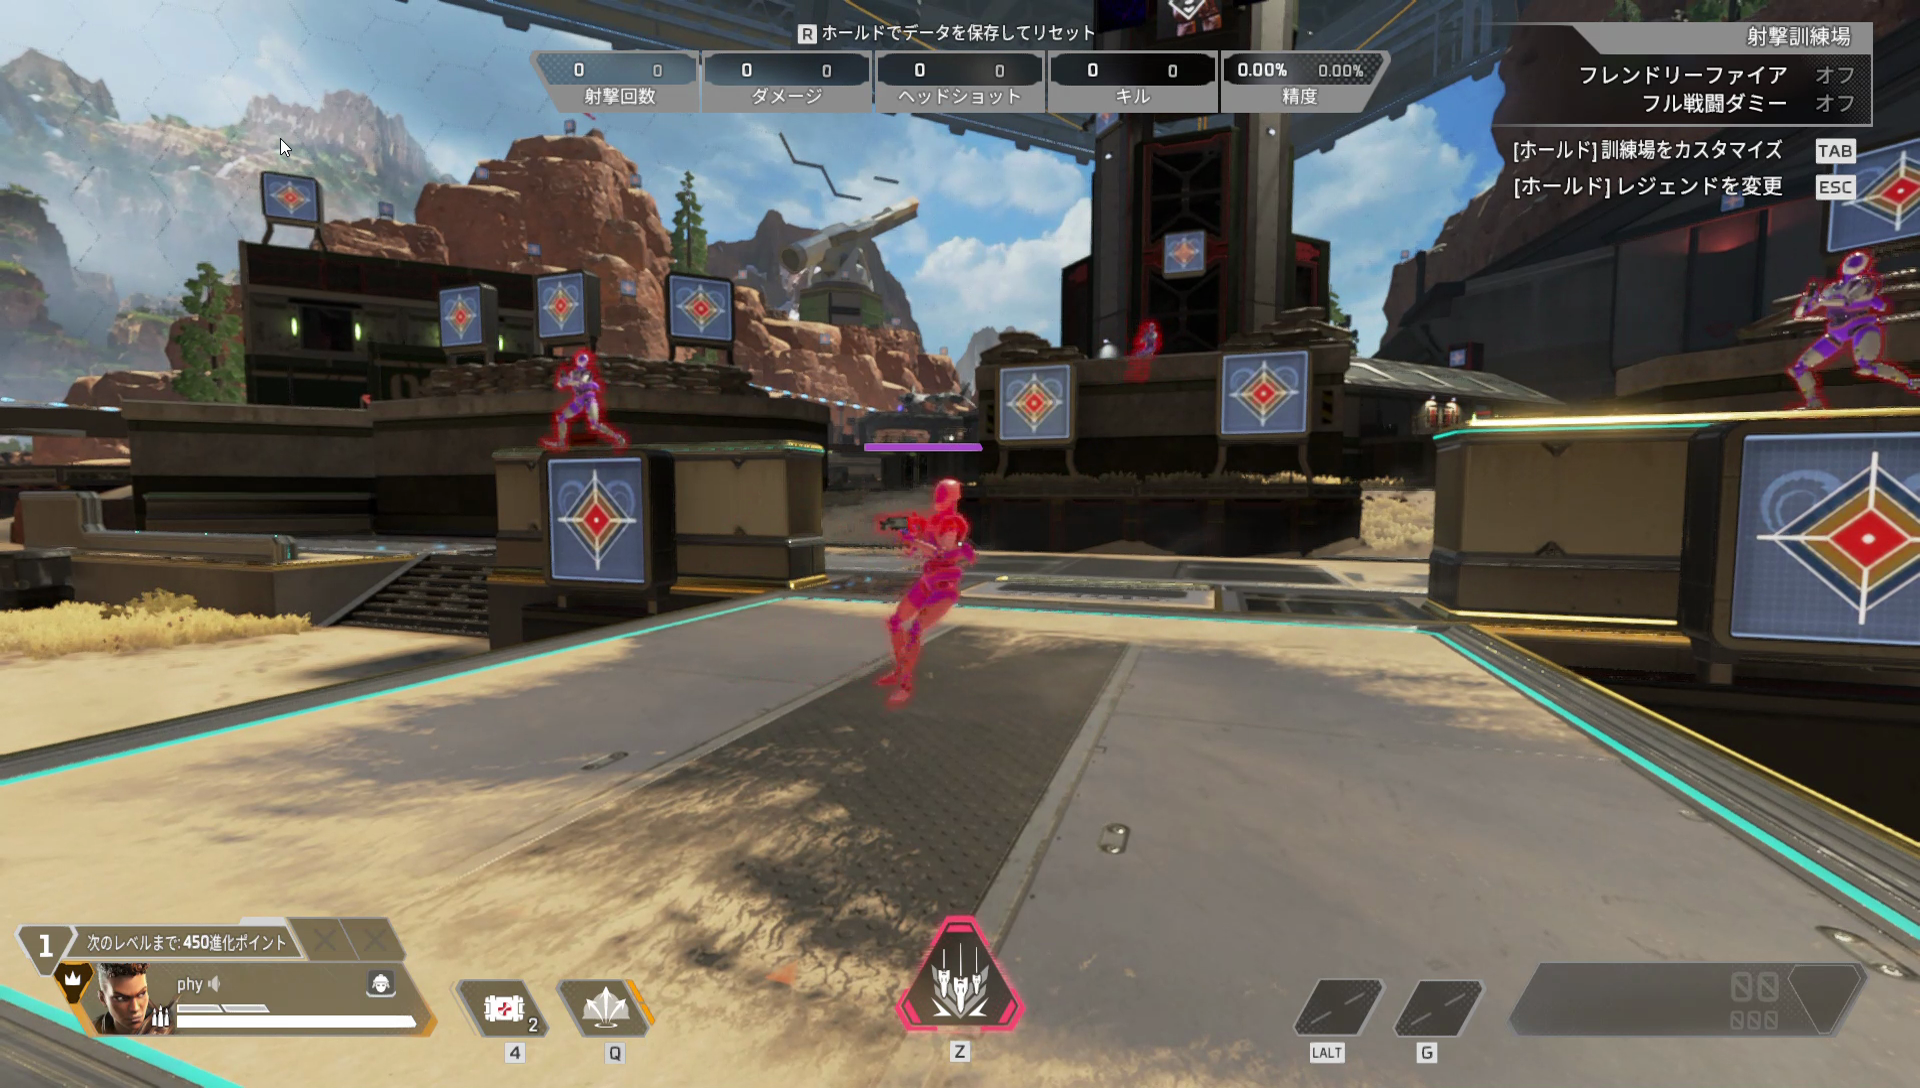 R ホールドでデータを保存してリセット
0 0 0 0 0 0 0 0 0.00% 0.00%
射撃回数 ダメージ ヘッドショット キル 精度
射撃訓練場
フレンドリーファイア オフ
フル戦闘ダミー オフ
[ホールド] 訓練場をカスタマイズ TAB
[ホールド] レジェンドを変更 ESC
1 次のレベルまで: 450進化ポイント
phy
2
4 Q Z LALT G
00
000